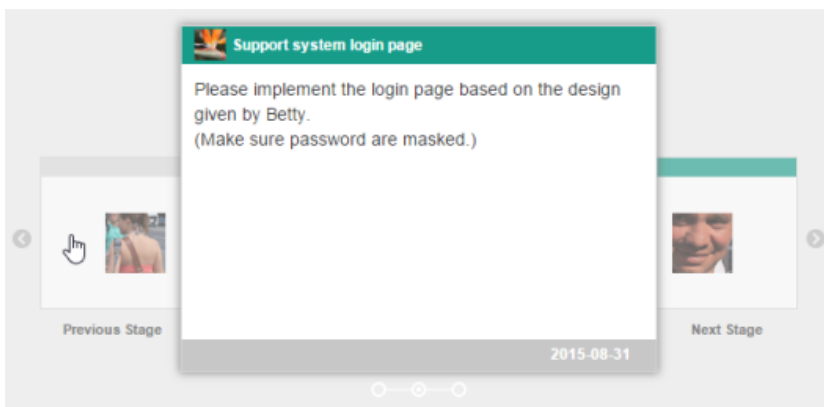 Support system login page
Please implement the login page based on the design
given by Betty.
(Make sure password are masked.)
Previous Stage
Next Stage
2015-08-31